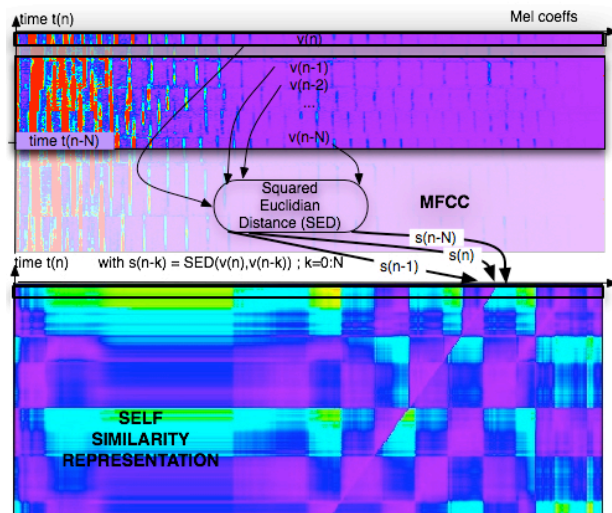 time t(n)
Mel coeffs
v(n)
v(n-1)
v(n-2)
...
time t(n-N)
v(n-N)
Squared
Euclidian
Distance (SED)
MFCC
s(n-N)
s(n)
s(n-1)
time t(n)
with s(n-k) = SED(v(n),v(n-k)) ; k=0:N
SELF
SIMILARITY
REPRESENTATION